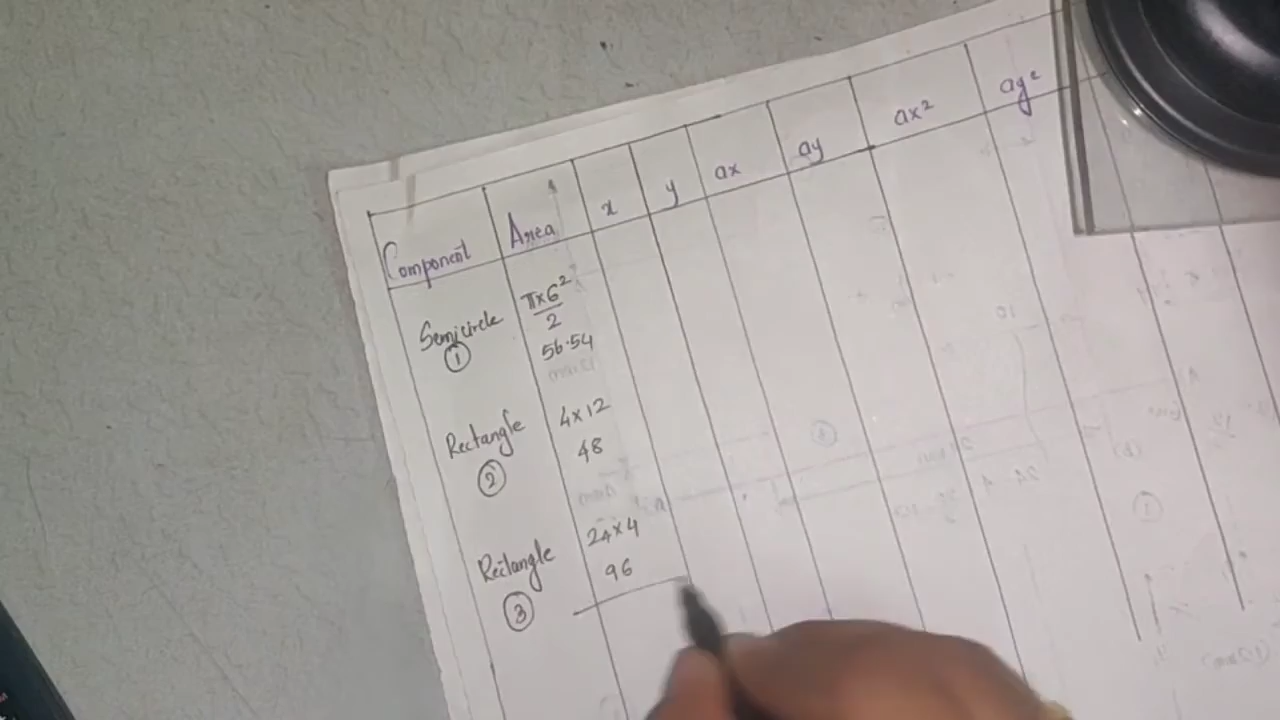 Component Area x y ax ay ax² ay²
Semicircle π×6²/2
① 56.54
Rectangle 4×12
② 48
Rectangle 24×4
③ 96